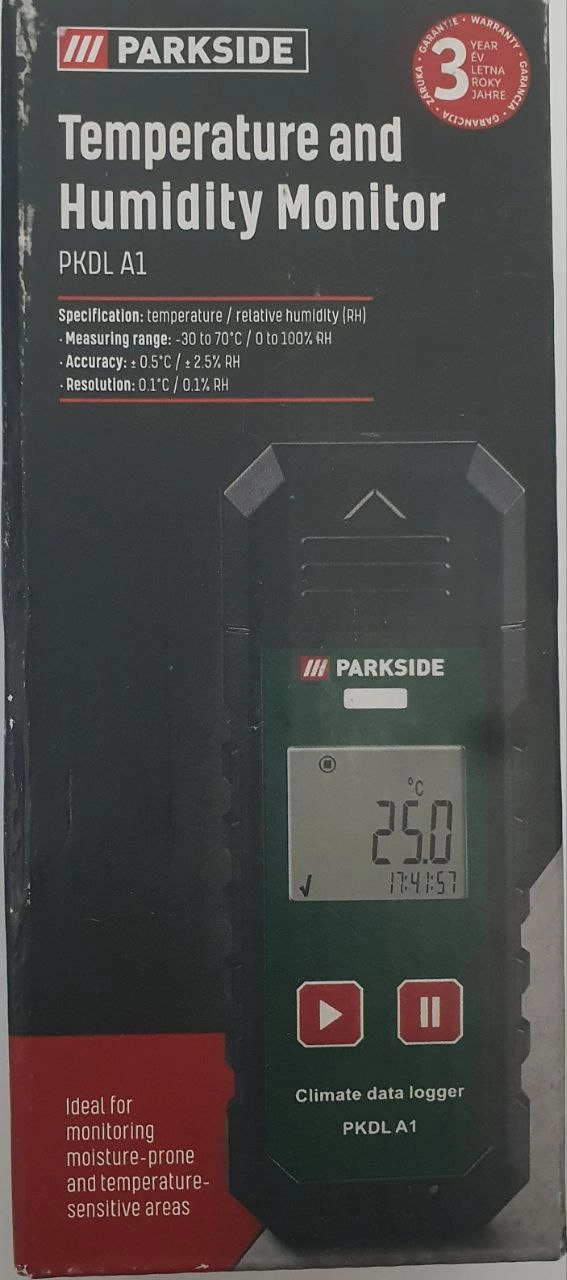 PARKSIDE
GARANTIE • WARRANTY • GARANCIA • GARANCIJA • ZÁRUKA
3
YEAR
ÉV
LETNA
ROKY
JAHRE
Temperature and
Humidity Monitor
PKDL A1
Specification: temperature / relative humidity (RH)
· Measuring range: -30 to 70°C / 0 to 100% RH
· Accuracy: ± 0.5°C / ± 2.5% RH
· Resolution: 0.1°C / 0.1% RH
PARKSIDE
°C
25.0
17:41:57
Climate data logger
PKDL A1
Ideal for
monitoring
moisture-prone
and temperature-
sensitive areas